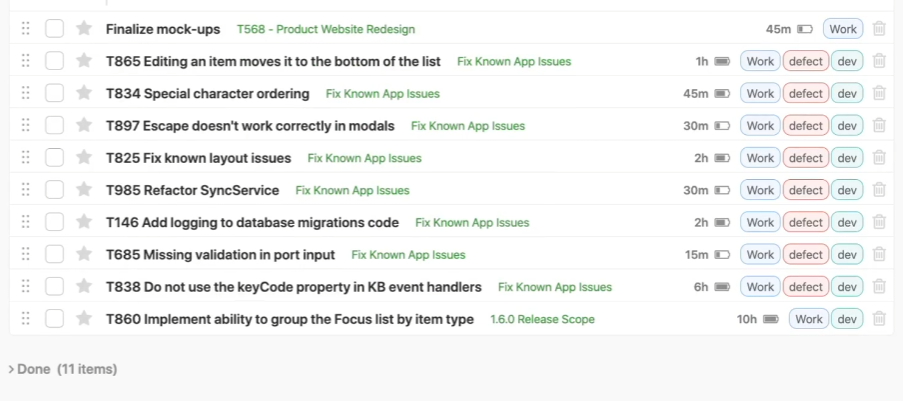 Finalize mock-ups T568 - Product Website Redesign 45m Work
T865 Editing an item moves it to the bottom of the list Fix Known App Issues 1h Work defect dev
T834 Special character ordering Fix Known App Issues 45m Work defect dev
T897 Escape doesn't work correctly in modals Fix Known App Issues 30m Work defect dev
T825 Fix known layout issues Fix Known App Issues 2h Work defect dev
T985 Refactor SyncService Fix Known App Issues 30m Work defect dev
T146 Add logging to database migrations code Fix Known App Issues 2h Work defect dev
T685 Missing validation in port input Fix Known App Issues 15m Work defect dev
T838 Do not use the keyCode property in KB event handlers Fix Known App Issues 6h Work defect dev
T860 Implement ability to group the Focus list by item type 1.6.0 Release Scope 10h Work dev
Done (11 items)